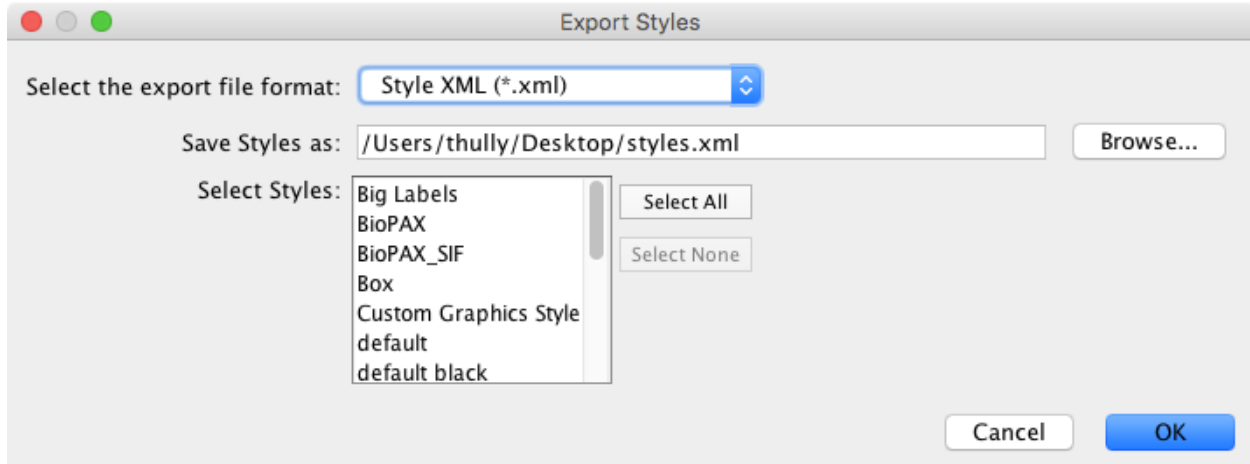 Export Styles
Select the export file format: Style XML (*.xml)
Save Styles as: /Users/thully/Desktop/styles.xml Browse...
Select Styles: Big Labels Select All
BioPAX
BioPAX_SIF Select None
Box
Custom Graphics Style
default
default black
Cancel OK